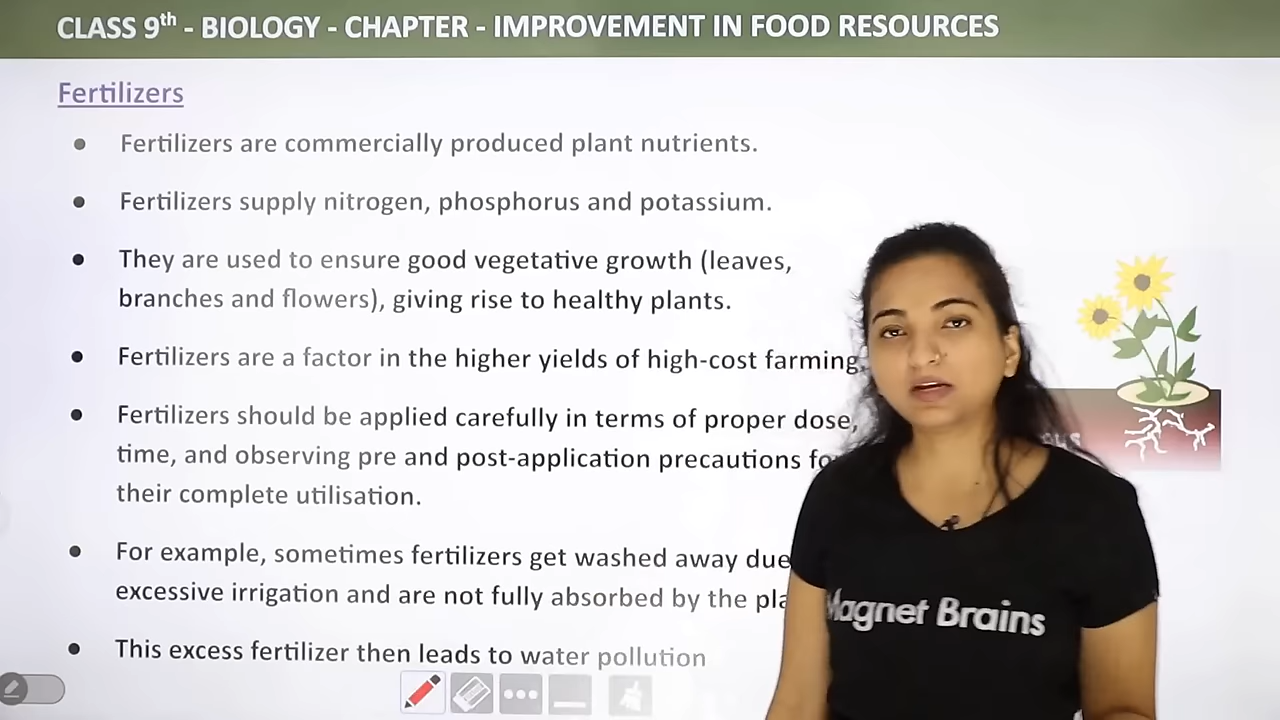 CLASS 9th - BIOLOGY - CHAPTER - IMPROVEMENT IN FOOD RESOURCES
Fertilizers
• Fertilizers are commercially produced plant nutrients.
• Fertilizers supply nitrogen, phosphorus and potassium.
• They are used to ensure good vegetative growth (leaves,
branches and flowers), giving rise to healthy plants.
• Fertilizers are a factor in the higher yields of high-cost farming.
• Fertilizers should be applied carefully in terms of proper dose,
time, and observing pre and post-application precautions
their complete utilisation.
• For example, sometimes fertilizers get washed away due
excessive irrigation and are not fully absorbed by the
• This excess fertilizer then leads to water pollution
Magnet Brains